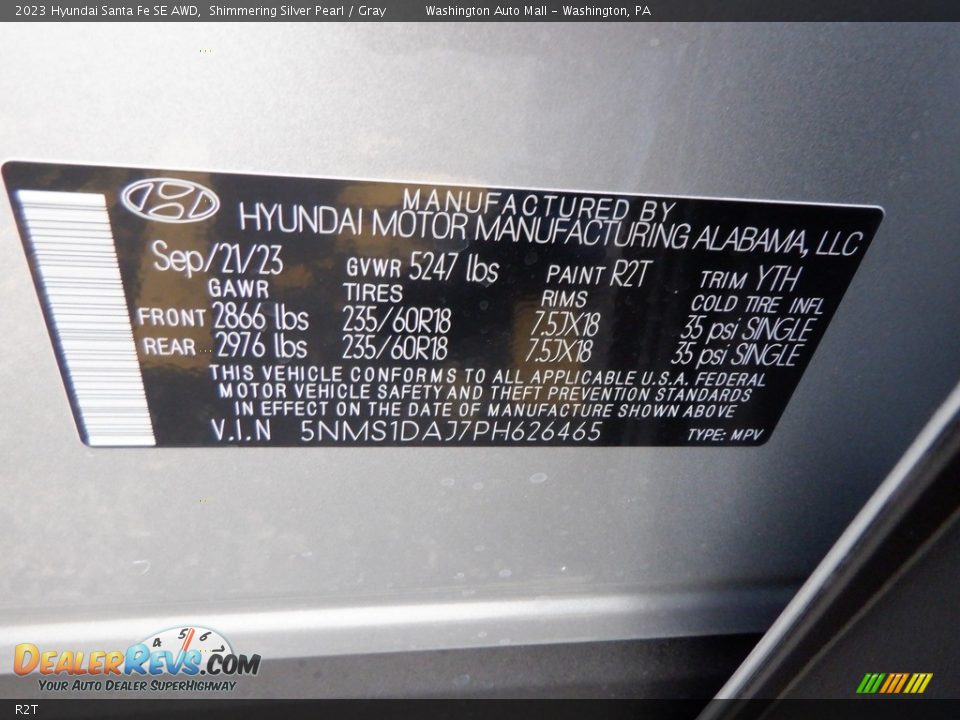 2023 Hyundai Santa Fe SE AWD, Shimmering Silver Pearl / Gray Washington Auto Mall - Washington, PA
MANUFACTURED BY
HYUNDAI MOTOR MANUFACTURING ALABAMA, LLC
Sep/21/23 GVWR 5247 lbs PAINT R2T TRIM YTH
GAWR TIRES RIMS COLD TIRE INFL
FRONT 2866 lbs 235/60R18 7.5JX18 35 psi SINGLE
REAR 2976 lbs 235/60R18 7.5JX18 35 psi SINGLE
THIS VEHICLE CONFORMS TO ALL APPLICABLE U.S.A. FEDERAL
MOTOR VEHICLE SAFETY AND THEFT PREVENTION STANDARDS
IN EFFECT ON THE DATE OF MANUFACTURE SHOWN ABOVE
V.I.N 5NMS1DAJ7PH626465 TYPE: MPV
4 5 6
DEALERREVS.COM
YOUR AUTO DEALER SUPERHIGHWAY
R2T